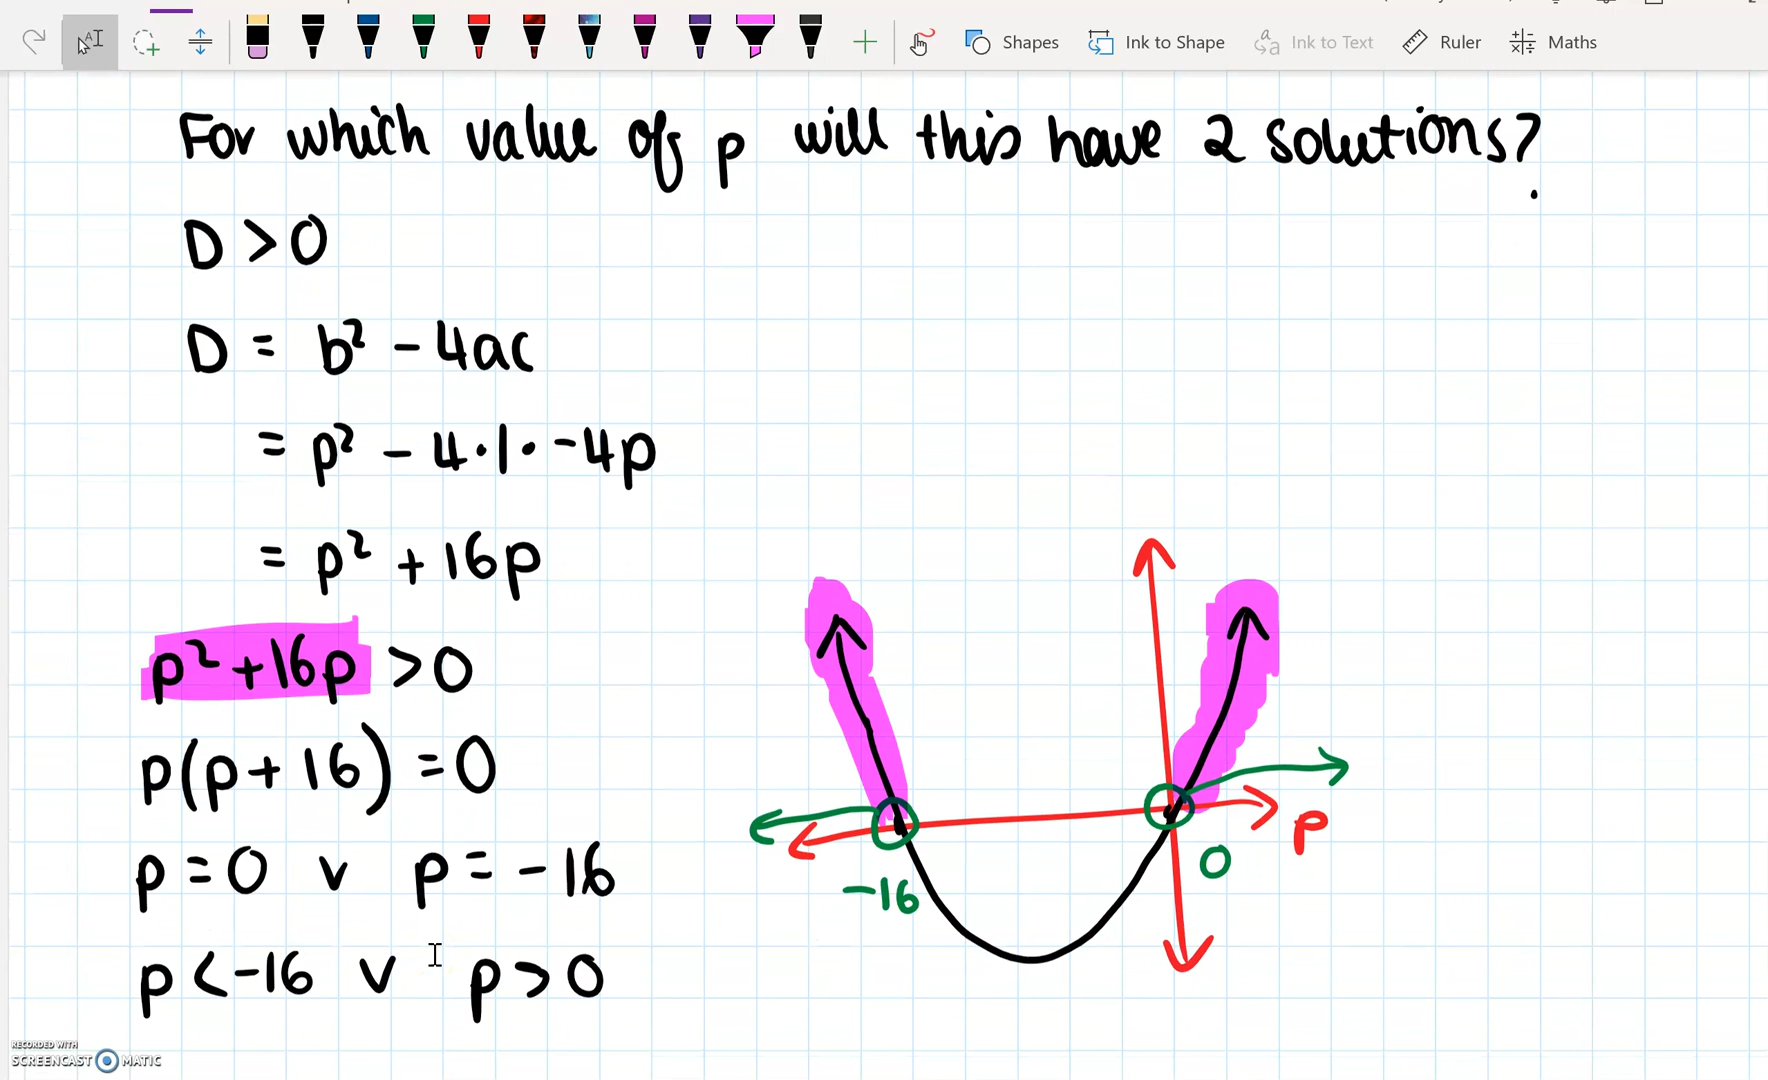 Shapes Ink to Shape Ink to Text Ruler Maths
For which value of p will this have 2 solutions?
D > 0
D = b² - 4ac
= p² - 4·1·-4p
= p² + 16p
p² + 16p > 0
p(p + 16) = 0
p = 0 v p = -16
p < -16 v p > 0
-16
0
p
RECORDED WITH
SCREENCAST MATIC